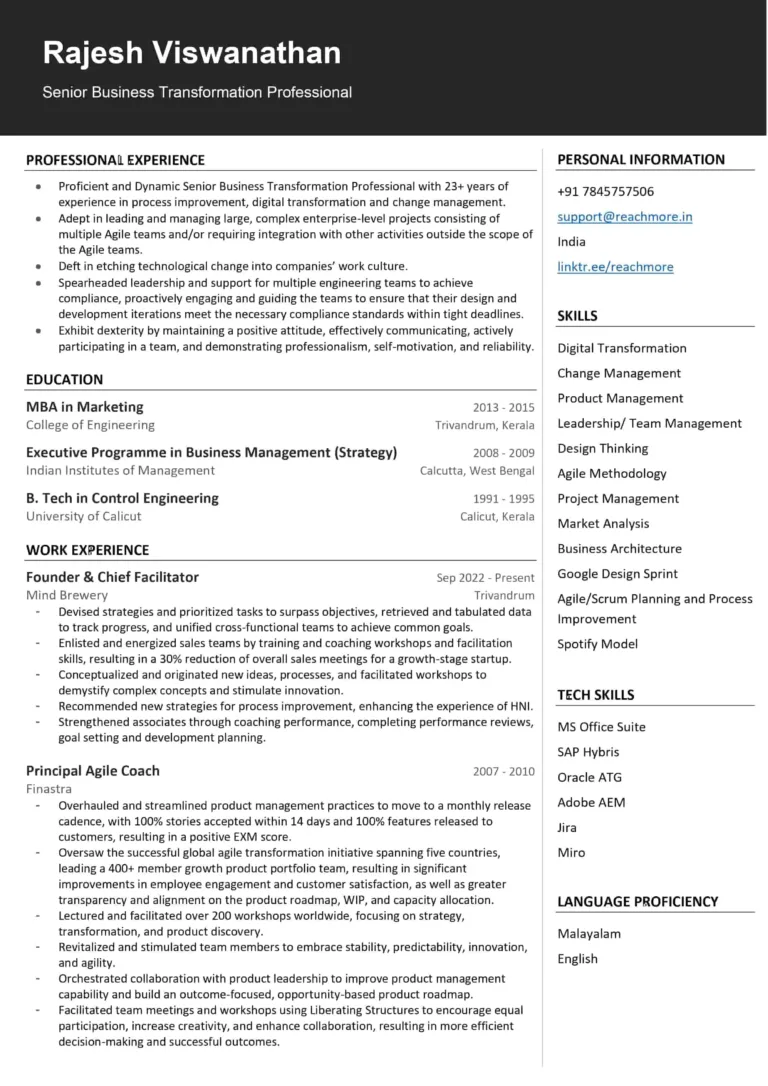 Rajesh Viswanathan
Senior Business Transformation Professional
PROFESSIONAL EXPERIENCE
• Proficient and Dynamic Senior Business Transformation Professional with 23+ years of
experience in process improvement, digital transformation and change management.
• Adept in leading and managing large, complex enterprise-level projects consisting of
multiple Agile teams and/or requiring integration with other activities outside the scope of
the Agile teams.
• Deft in etching technological change into companies' work culture.
• Spearheaded leadership and support for multiple engineering teams to achieve
compliance, proactively engaging and guiding the teams to ensure that their design and
development iterations meet the necessary compliance standards within tight deadlines.
• Exhibit dexterity by maintaining a positive attitude, effectively communicating, actively
participating in a team, and demonstrating professionalism, self-motivation, and reliability.
EDUCATION
MBA in Marketing 2013 - 2015
College of Engineering Trivandrum, Kerala
Executive Programme in Business Management (Strategy) 2008 - 2009
Indian Institutes of Management Calcutta, West Bengal
B. Tech in Control Engineering 1991 - 1995
University of Calicut Calicut, Kerala
WORK EXPERIENCE
Founder & Chief Facilitator Sep 2022 - Present
Mind Brewery Trivandrum
- Devised strategies and prioritized tasks to surpass objectives, retrieved and tabulated data
to track progress, and unified cross-functional teams to achieve common goals.
- Enlisted and energized sales teams by training and coaching workshops and facilitation
skills, resulting in a 30% reduction of overall sales meetings for a growth-stage startup.
- Conceptualized and originated new ideas, processes, and facilitated workshops to
demystify complex concepts and stimulate innovation.
- Recommended new strategies for process improvement, enhancing the experience of HNI.
- Strengthened associates through coaching performance, completing performance reviews,
goal setting and development planning.
Principal Agile Coach 2007 - 2010
Finastra
- Overhauled and streamlined product management practices to move to a monthly release
cadence, with 100% stories accepted within 14 days and 100% features released to
customers, resulting in a positive EXM score.
- Oversaw the successful global agile transformation initiative spanning five countries,
leading a 400+ member growth product portfolio team, resulting in significant
improvements in employee engagement and customer satisfaction, as well as greater
transparency and alignment on the product roadmap, WIP, and capacity allocation.
- Lectured and facilitated over 200 workshops worldwide, focusing on strategy,
transformation, and product discovery.
- Revitalized and stimulated team members to embrace stability, predictability, innovation,
and agility.
- Orchestrated collaboration with product leadership to improve product management
capability and build an outcome-focused, opportunity-based product roadmap.
- Facilitated team meetings and workshops using Liberating Structures to encourage equal
participation, increase creativity, and enhance collaboration, resulting in more efficient
decision-making and successful outcomes.
PERSONAL INFORMATION
+91 7845757506
support@reachmore.in
India
linktr.ee/reachmore
SKILLS
Digital Transformation
Change Management
Product Management
Leadership/ Team Management
Design Thinking
Agile Methodology
Project Management
Market Analysis
Business Architecture
Google Design Sprint
Agile/Scrum Planning and Process
Improvement
Spotify Model
TECH SKILLS
MS Office Suite
SAP Hybris
Oracle ATG
Adobe AEM
Jira
Miro
LANGUAGE PROFICIENCY
Malayalam
English